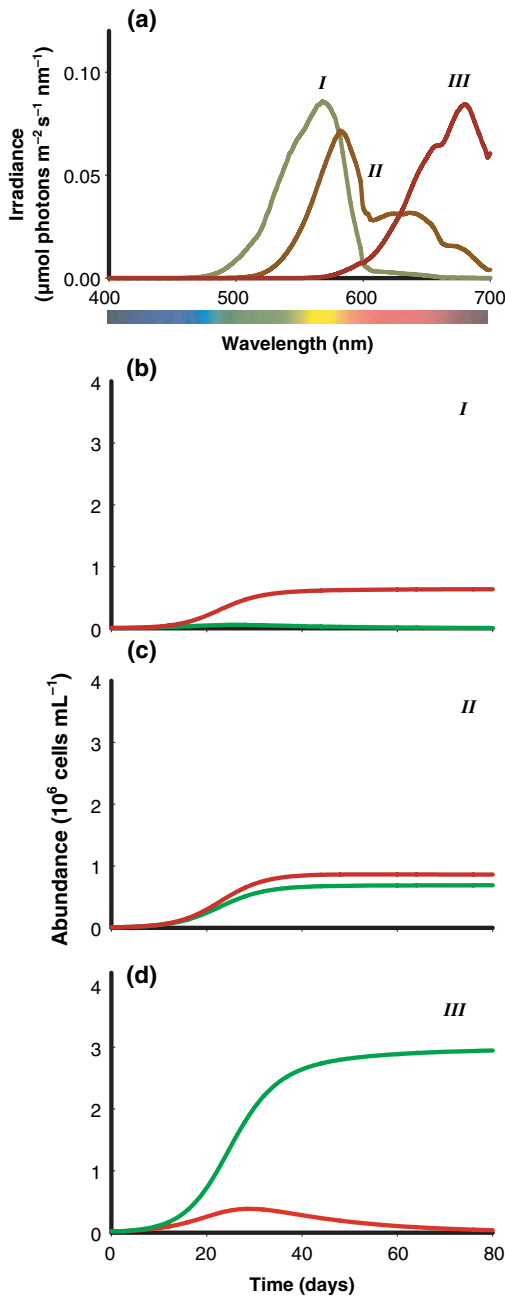 (a)
I
III
II
0.10
0.05
0.00
400
500
600
700
Irradiance
(µmol photons m⁻² s⁻¹ nm⁻¹)
Wavelength (nm)
(b)
I
4
3
2
1
0
(c)
II
4
3
2
1
0
Abundance (10⁶ cells mL⁻¹)
(d)
III
4
3
2
1
0
0
20
40
60
80
Time (days)